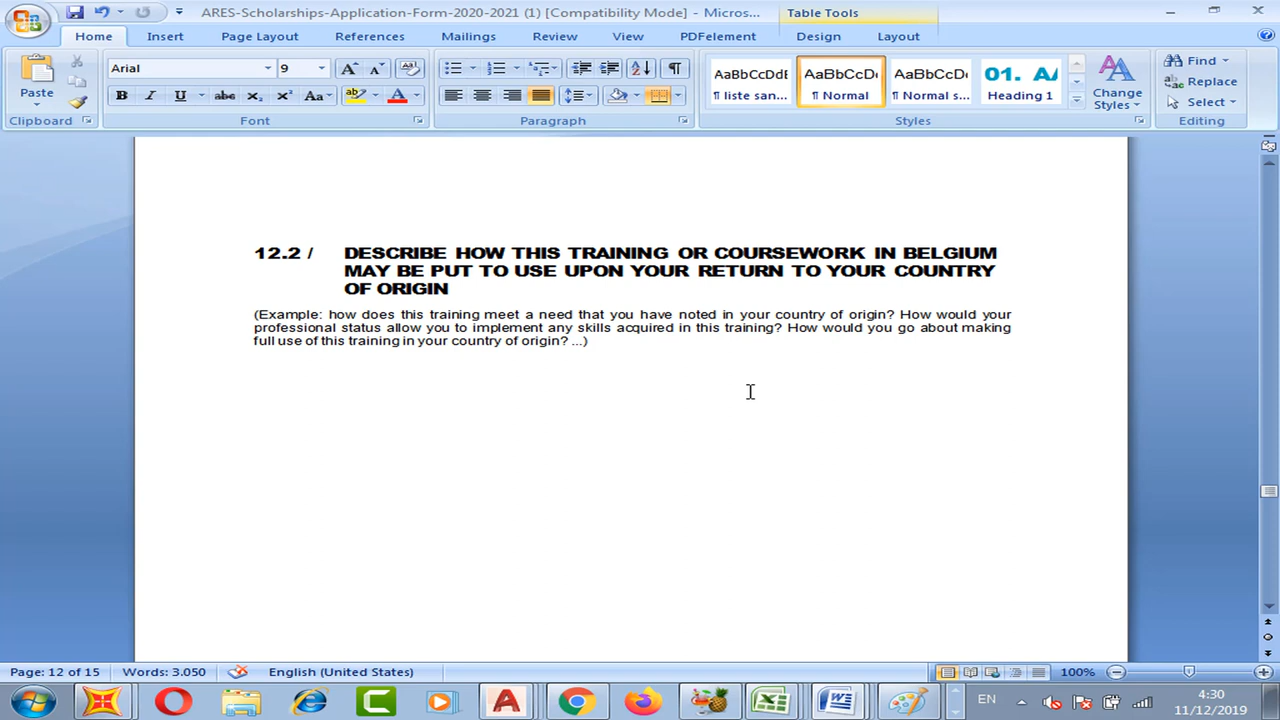 ARES-Scholarships-Application-Form-2020-2021 (1) [Compatibility Mode] - Micros...
Table Tools
Home
Insert
Page Layout
References
Mailings
Review
View
PDFelement
Design
Layout
Paste
Clipboard
Arial
9
Font
Paragraph
AaBbCcDdE
¶ liste san...
AaBbCcD
¶ Normal
AaBbCcD
¶ Normal s...
01. AA
Heading 1
Change
Styles
Styles
Find
Replace
Select
Editing
12.2 / DESCRIBE HOW THIS TRAINING OR COURSEWORK IN BELGIUM
MAY BE PUT TO USE UPON YOUR RETURN TO YOUR COUNTRY
OF ORIGIN
(Example: how does this training meet a need that you have noted in your country of origin? How would your
professional status allow you to implement any skills acquired in this training? How would you go about making
full use of this training in your country of origin? ...)
Page: 12 of 15
Words: 3.050
English (United States)
100%
EN
4:30
11/12/2019